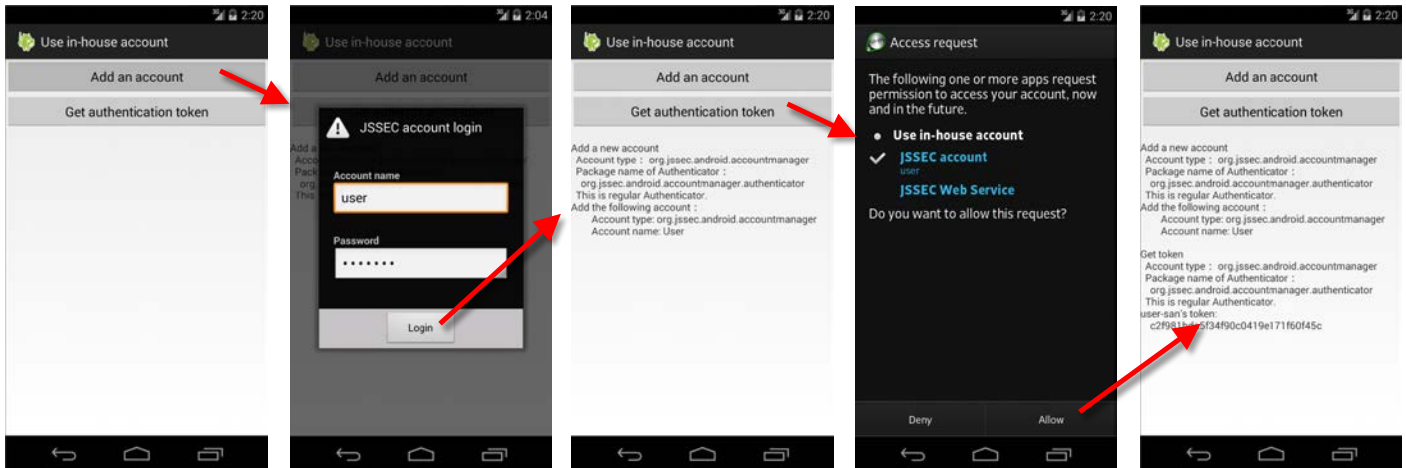 3G 2:20
Use in-house account
Add an account
Get authentication token
3G 2:04
Use in-house account
Add an account
JSSEC account login
Account name
user
Password
•••••••
Login
3G 2:20
Use in-house account
Add an account
Get authentication token
Add a new account
Account type : org.jssec.android.accountmanager
Package name of Authenticator :
org.jssec.android.accountmanager.authenticator
This is regular Authenticator.
Add the following account :
Account type: org.jssec.android.accountmanager
Account name: User
3G 2:20
Access request
The following one or more apps request
permission to access your account, now
and in the future.
• Use in-house account
JSSEC account
user
JSSEC Web Service
Do you want to allow this request?
Deny Allow
3G 2:20
Use in-house account
Add an account
Get authentication token
Add a new account
Account type : org.jssec.android.accountmanager
Package name of Authenticator :
org.jssec.android.accountmanager.authenticator
This is regular Authenticator.
Add the following account :
Account type: org.jssec.android.accountmanager
Account name: User
Get token
Account type : org.jssec.android.accountmanager
Package name of Authenticator :
org.jssec.android.accountmanager.authenticator
This is regular Authenticator.
user-san's token: